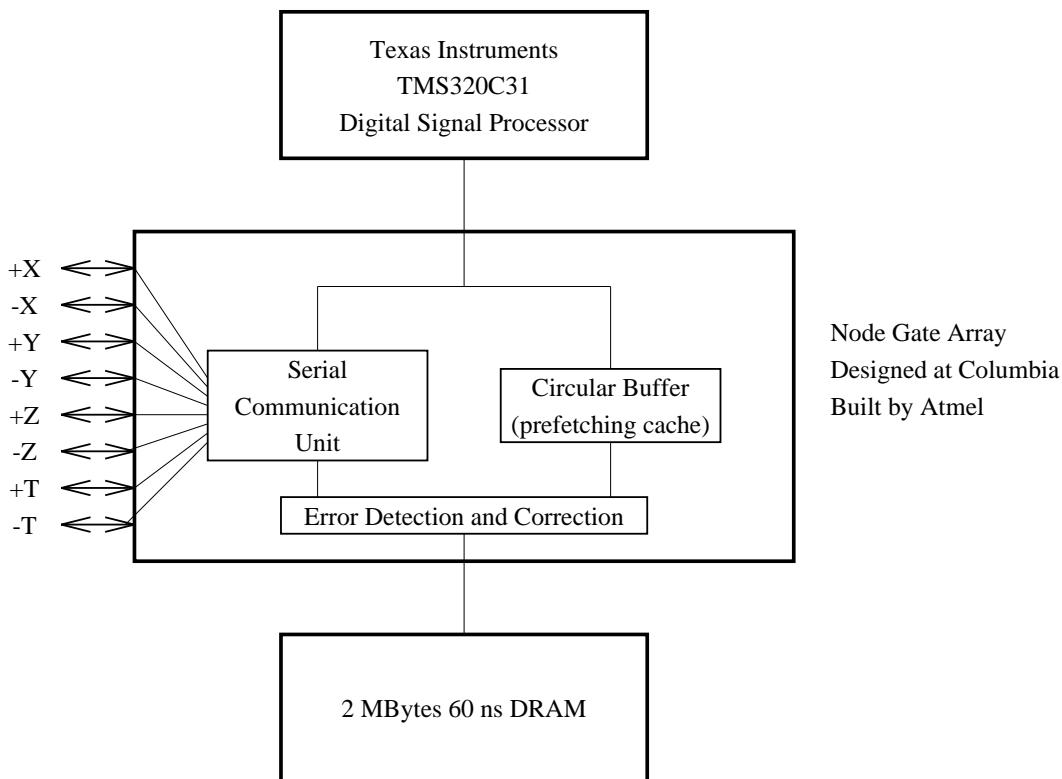 Texas Instruments
TMS320C31
Digital Signal Processor
+X
-X
+Y
-Y
+Z
-Z
+T
-T
Serial
Communication
Unit
Circular Buffer
(prefetching cache)
Error Detection and Correction
Node Gate Array
Designed at Columbia
Built by Atmel
2 MBytes 60 ns DRAM